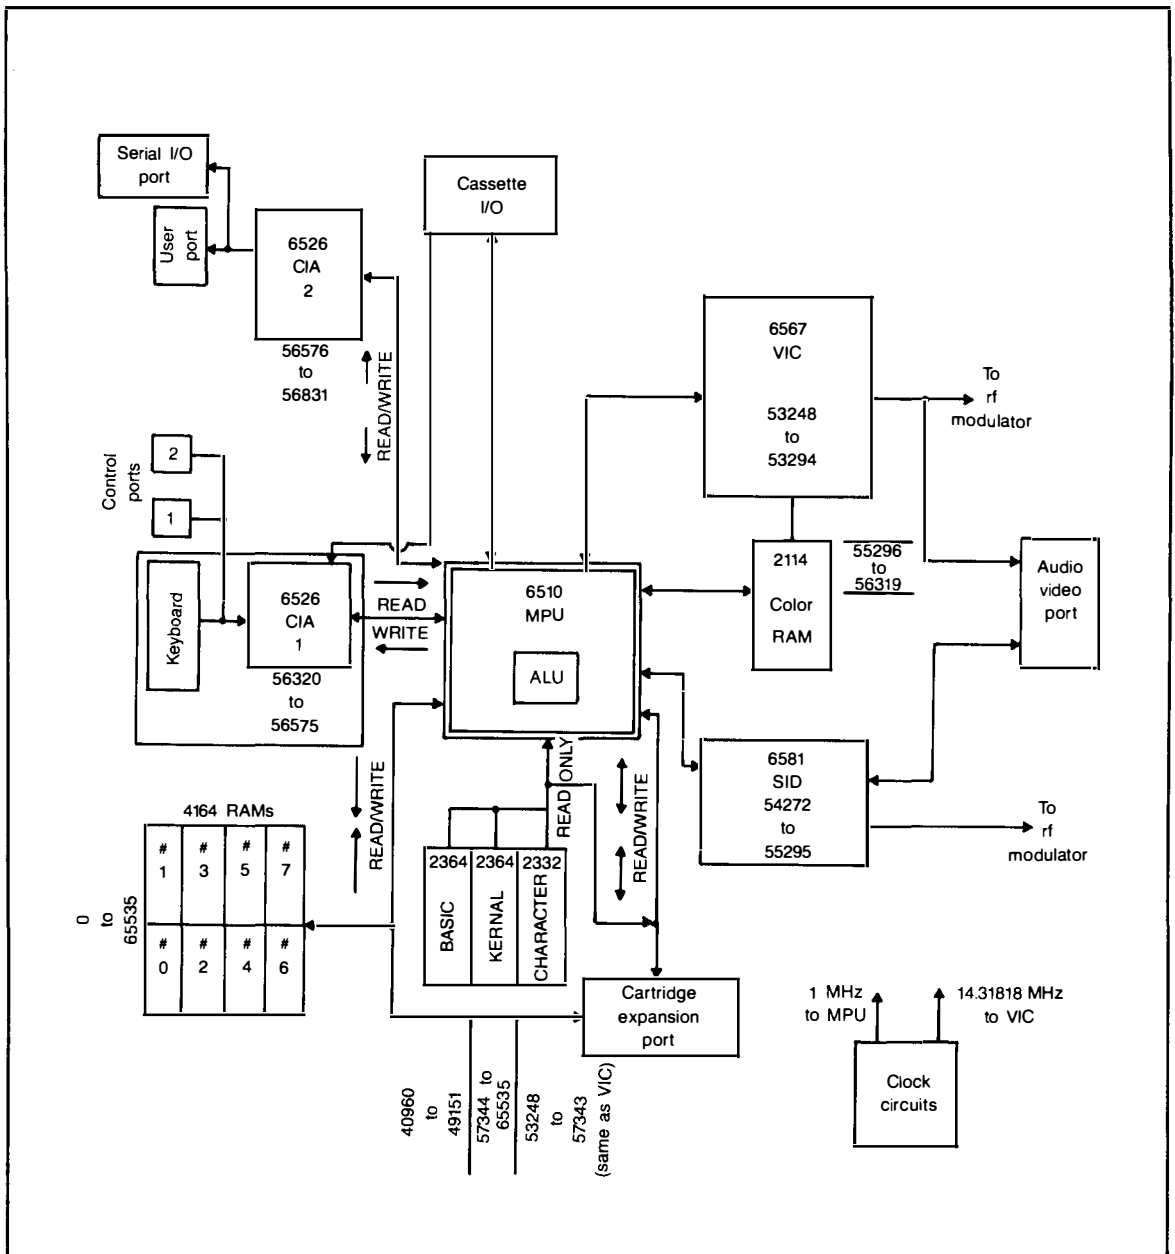 Serial I/O
port
User
port
6526
CIA
2
56576
to
56831
READ/WRITE
Cassette
I/O
6567
VIC
53248
to
53294
To
rf
modulator
Control
ports
2
1
Keyboard
6526
CIA
1
56320
to
56575
READ
WRITE
6510
MPU
ALU
2114
Color
RAM
55296
to
56319
Audio
video
port
6581
SID
54272
to
55295
To
rf
modulator
READ/WRITE
READ ONLY
READ/WRITE
4164 RAMs
0
to
65535
#
1
#
3
#
5
#
7
#
0
#
2
#
4
#
6
2364
BASIC
2364
KERNAL
2332
CHARACTER
Cartridge
expansion
port
40960
to
49151
57344 to
65535
53248
to
57343
(same as VIC)
1 MHz
to MPU
14.31818 MHz
to VIC
Clock
circuits